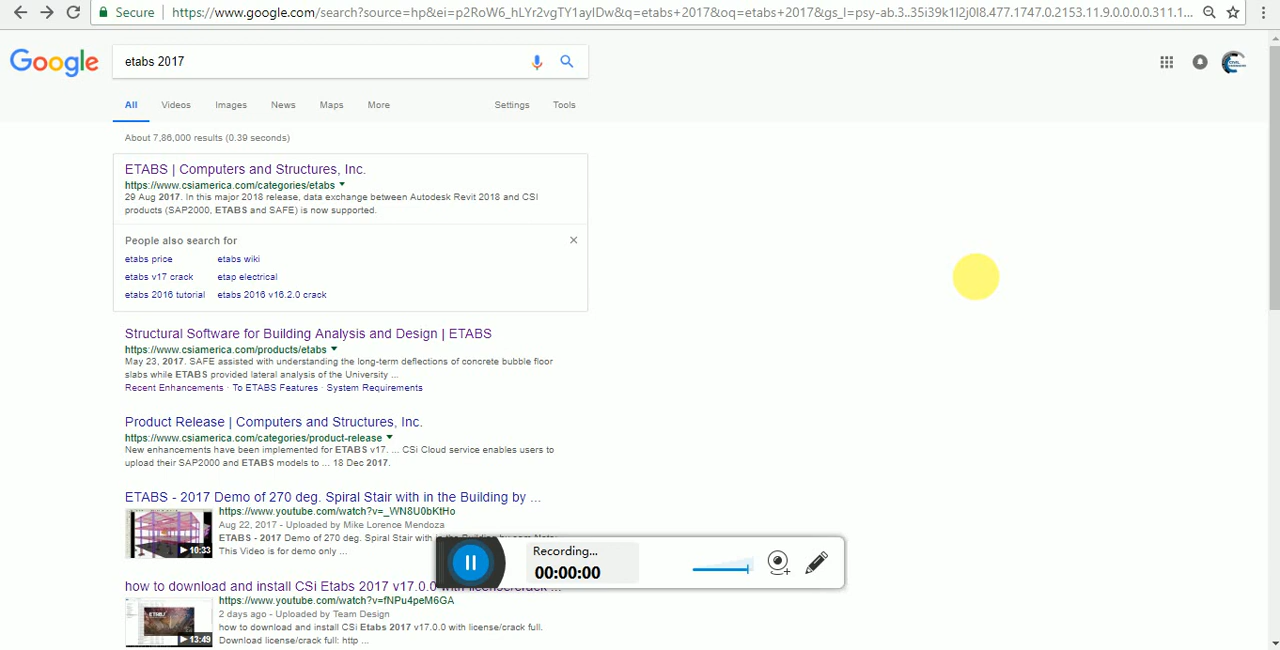 Secure
https://www.google.com/search?source=hp&ei=p2RoW6_hLYr2vgTY1ayIDw&q=etabs+2017&oq=etabs+2017&gs_l=psy-ab.3..35i39k1l2j0l8.477.1747.0.2153.11.9.0.0.0.0.311.1...
Google
etabs 2017
All Videos Images News Maps More Settings Tools
About 7,86,000 results (0.39 seconds)
ETABS | Computers and Structures, Inc.
https://www.csiamerica.com/categories/etabs
29 Aug 2017. In this major 2018 release, data exchange between Autodesk Revit 2018 and CSI
products (SAP2000, ETABS and SAFE) is now supported.
People also search for
etabs price etabs wiki
etabs v17 crack etap electrical
etabs 2016 tutorial etabs 2016 v16.2.0 crack
Structural Software for Building Analysis and Design | ETABS
https://www.csiamerica.com/products/etabs
May 23, 2017. SAFE assisted with understanding the long-term deflections of concrete bubble floor
slabs while ETABS provided lateral analysis of the University ...
Recent Enhancements · To ETABS Features · System Requirements
Product Release | Computers and Structures, Inc.
https://www.csiamerica.com/categories/product-release
New enhancements have been implemented for ETABS v17. ... CSi Cloud service enables users to
upload their SAP2000 and ETABS models to ... 18 Dec 2017.
ETABS - 2017 Demo of 270 deg. Spiral Stair with in the Building by ...
https://www.youtube.com/watch?v=_WN8U0bKtHo
Aug 22, 2017 - Uploaded by Mike Lorence Mendoza
ETABS - 2017 Demo of 270 deg. Spiral Stair with in the Building by
This Video is for demo only ...
10:33
Recording...
00:00:00
how to download and install CSi Etabs 2017 v17.0.0 with license/crack ...
https://www.youtube.com/watch?v=fNPu4peM6GA
2 days ago - Uploaded by Team Design
how to download and install CSi Etabs 2017 v17.0.0 with license/crack full.
Download license/crack full: http ...
ETABS
13:49